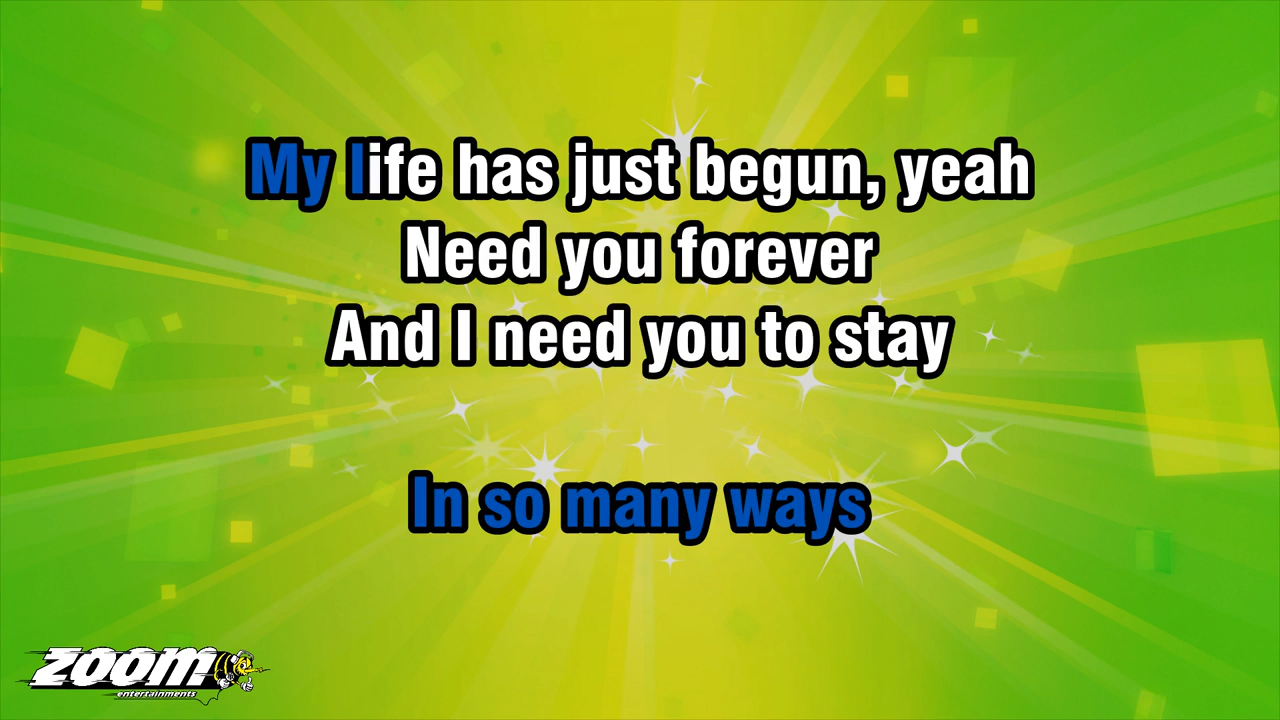 My life has just begun, yeah
Need you forever
And I need you to stay
In so many ways
ZOOM
entertainments